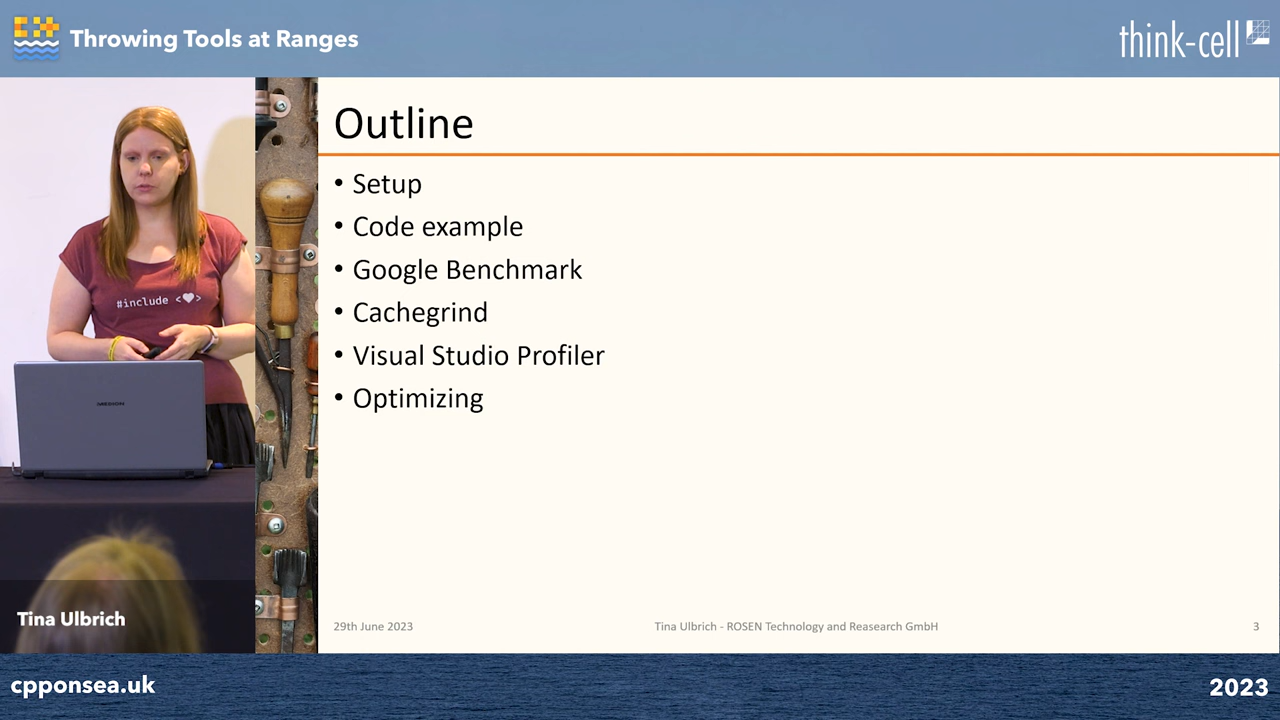 Throwing Tools at Ranges
think-cell
Outline
• Setup
• Code example
• Google Benchmark
• Cachegrind
• Visual Studio Profiler
• Optimizing
#include <♥>
MEDION
Tina Ulbrich
29th June 2023
Tina Ulbrich - ROSEN Technology and Reasearch GmbH
3
cpponsea.uk
2023